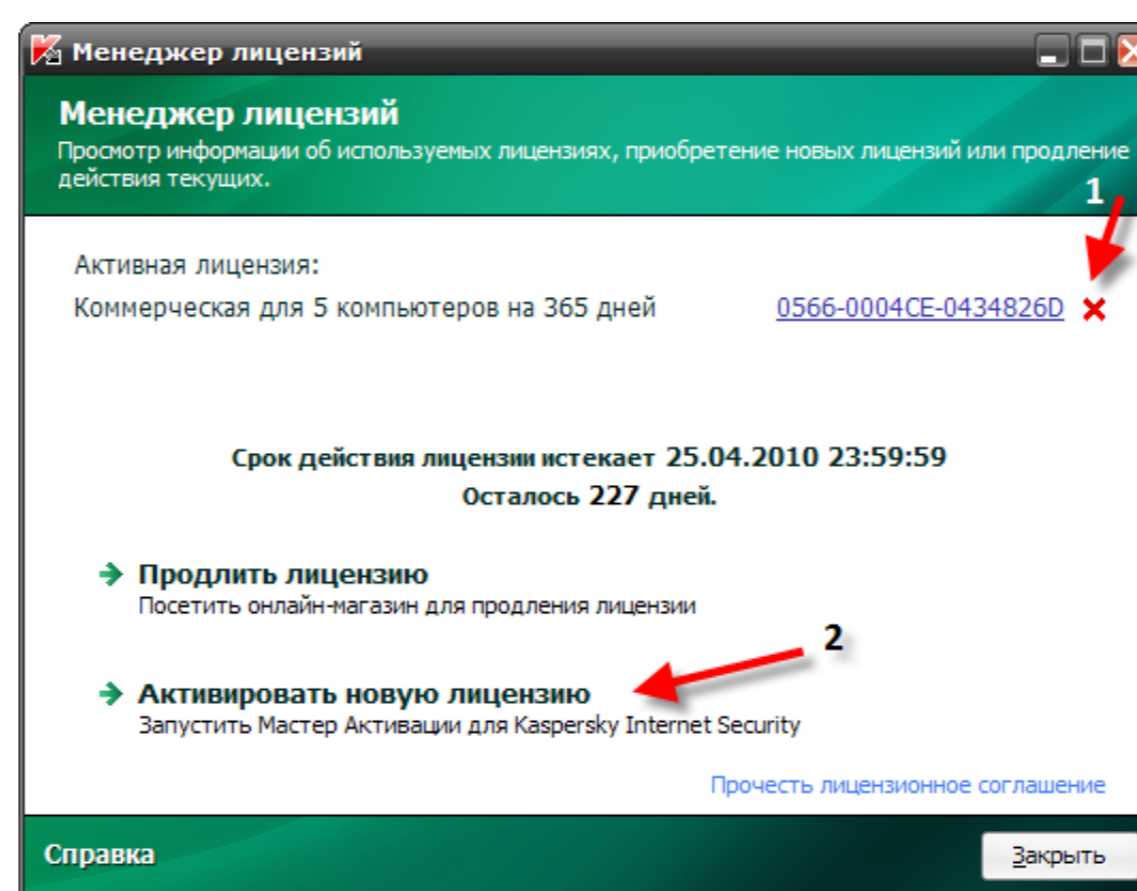 Менеджер лицензий
Менеджер лицензий
Просмотр информации об используемых лицензиях, приобретение новых лицензий или продление
действия текущих.
1
Активная лицензия:
Коммерческая для 5 компьютеров на 365 дней 0566-0004CE-0434826D
Срок действия лицензии истекает 25.04.2010 23:59:59
Осталось 227 дней.
Продлить лицензию
Посетить онлайн-магазин для продления лицензии
2
Активировать новую лицензию
Запустить Мастер Активации для Kaspersky Internet Security
Прочесть лицензионное соглашение
Справка Закрыть